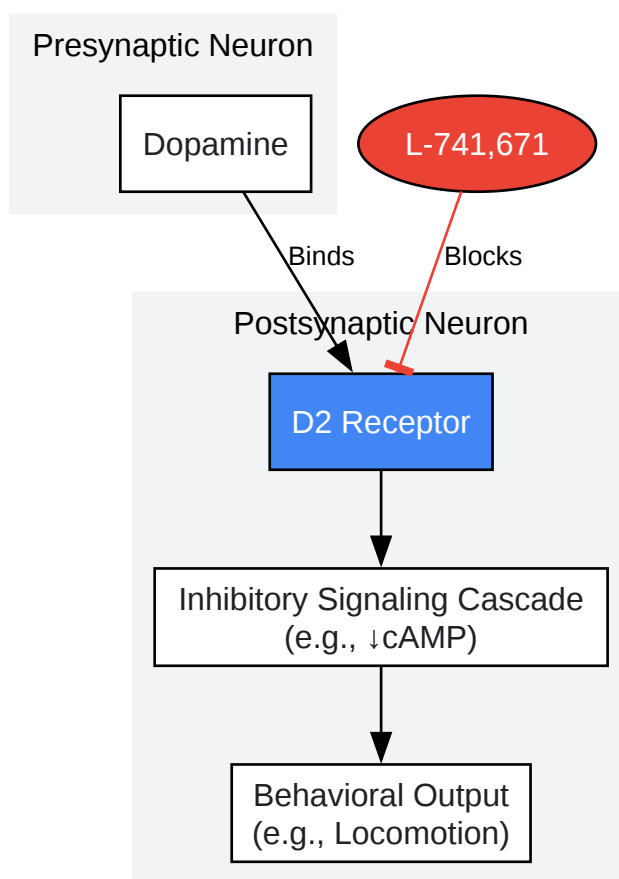 Presynaptic Neuron
Dopamine
L-741,671
Binds
Blocks
Postsynaptic Neuron
D2 Receptor
Inhibitory Signaling Cascade
(e.g., ↓cAMP)
Behavioral Output
(e.g., Locomotion)